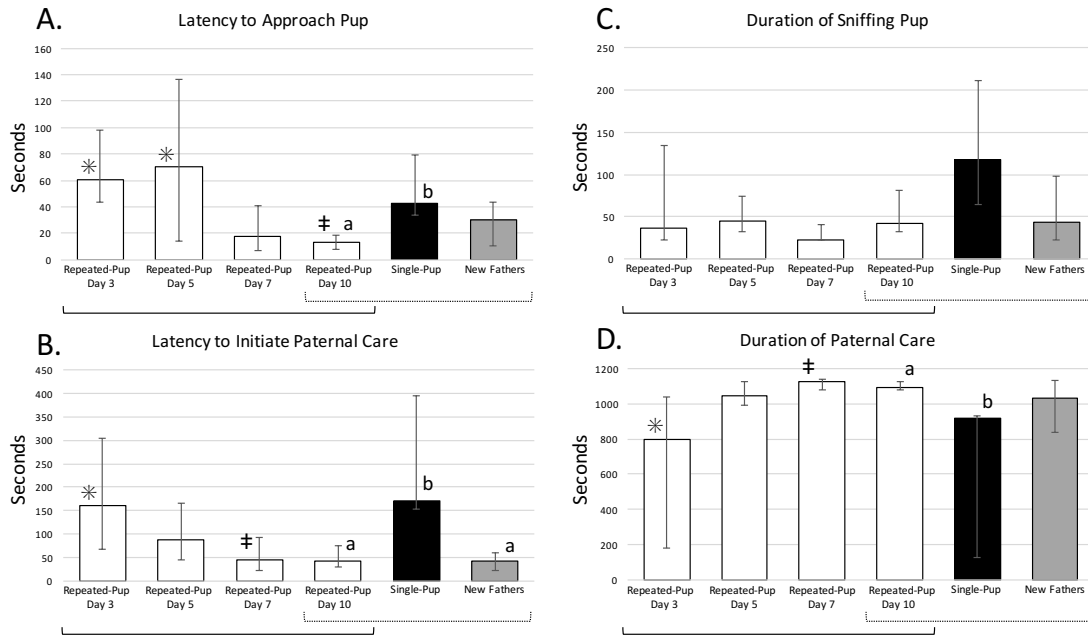 A.
Latency to Approach Pup
160
140
120
100
80
60
40
20
0
Seconds
✳
✳
‡ a
b
Repeated-Pup Day 3
Repeated-Pup Day 5
Repeated-Pup Day 7
Repeated-Pup Day 10
Single-Pup
New Fathers
B.
Latency to Initiate Paternal Care
450
400
350
300
250
200
150
100
50
0
Seconds
✳
‡
a
b
a
Repeated-Pup Day 3
Repeated-Pup Day 5
Repeated-Pup Day 7
Repeated-Pup Day 10
Single-Pup
New Fathers
C.
Duration of Sniffing Pup
250
200
150
100
50
0
Seconds
Repeated-Pup Day 3
Repeated-Pup Day 5
Repeated-Pup Day 7
Repeated-Pup Day 10
Single-Pup
New Fathers
D.
Duration of Paternal Care
1200
1000
800
600
400
200
0
Seconds
✳
‡
a
b
Repeated-Pup Day 3
Repeated-Pup Day 5
Repeated-Pup Day 7
Repeated-Pup Day 10
Single-Pup
New Fathers